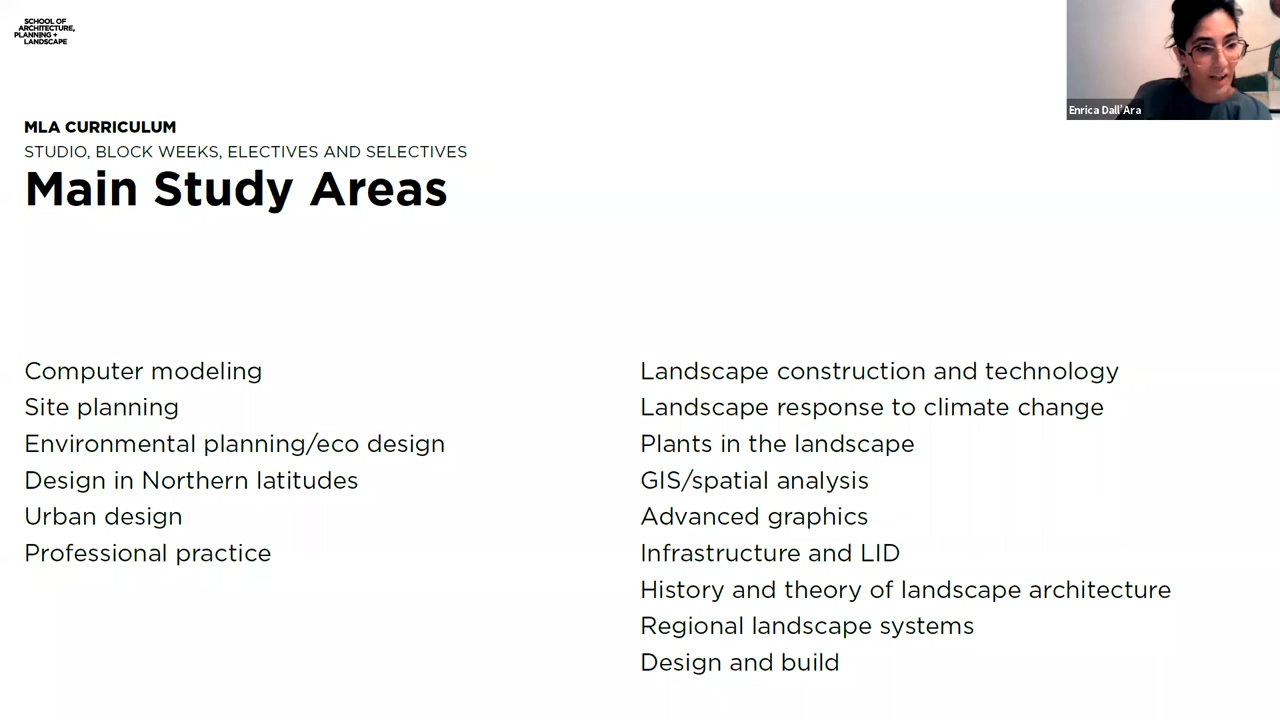 SCHOOL OF
ARCHITECTURE,
PLANNING +
LANDSCAPE
Enrica Dall'Ara
MLA CURRICULUM
STUDIO, BLOCK WEEKS, ELECTIVES AND SELECTIVES
Main Study Areas
Computer modeling
Site planning
Environmental planning/eco design
Design in Northern latitudes
Urban design
Professional practice
Landscape construction and technology
Landscape response to climate change
Plants in the landscape
GIS/spatial analysis
Advanced graphics
Infrastructure and LID
History and theory of landscape architecture
Regional landscape systems
Design and build